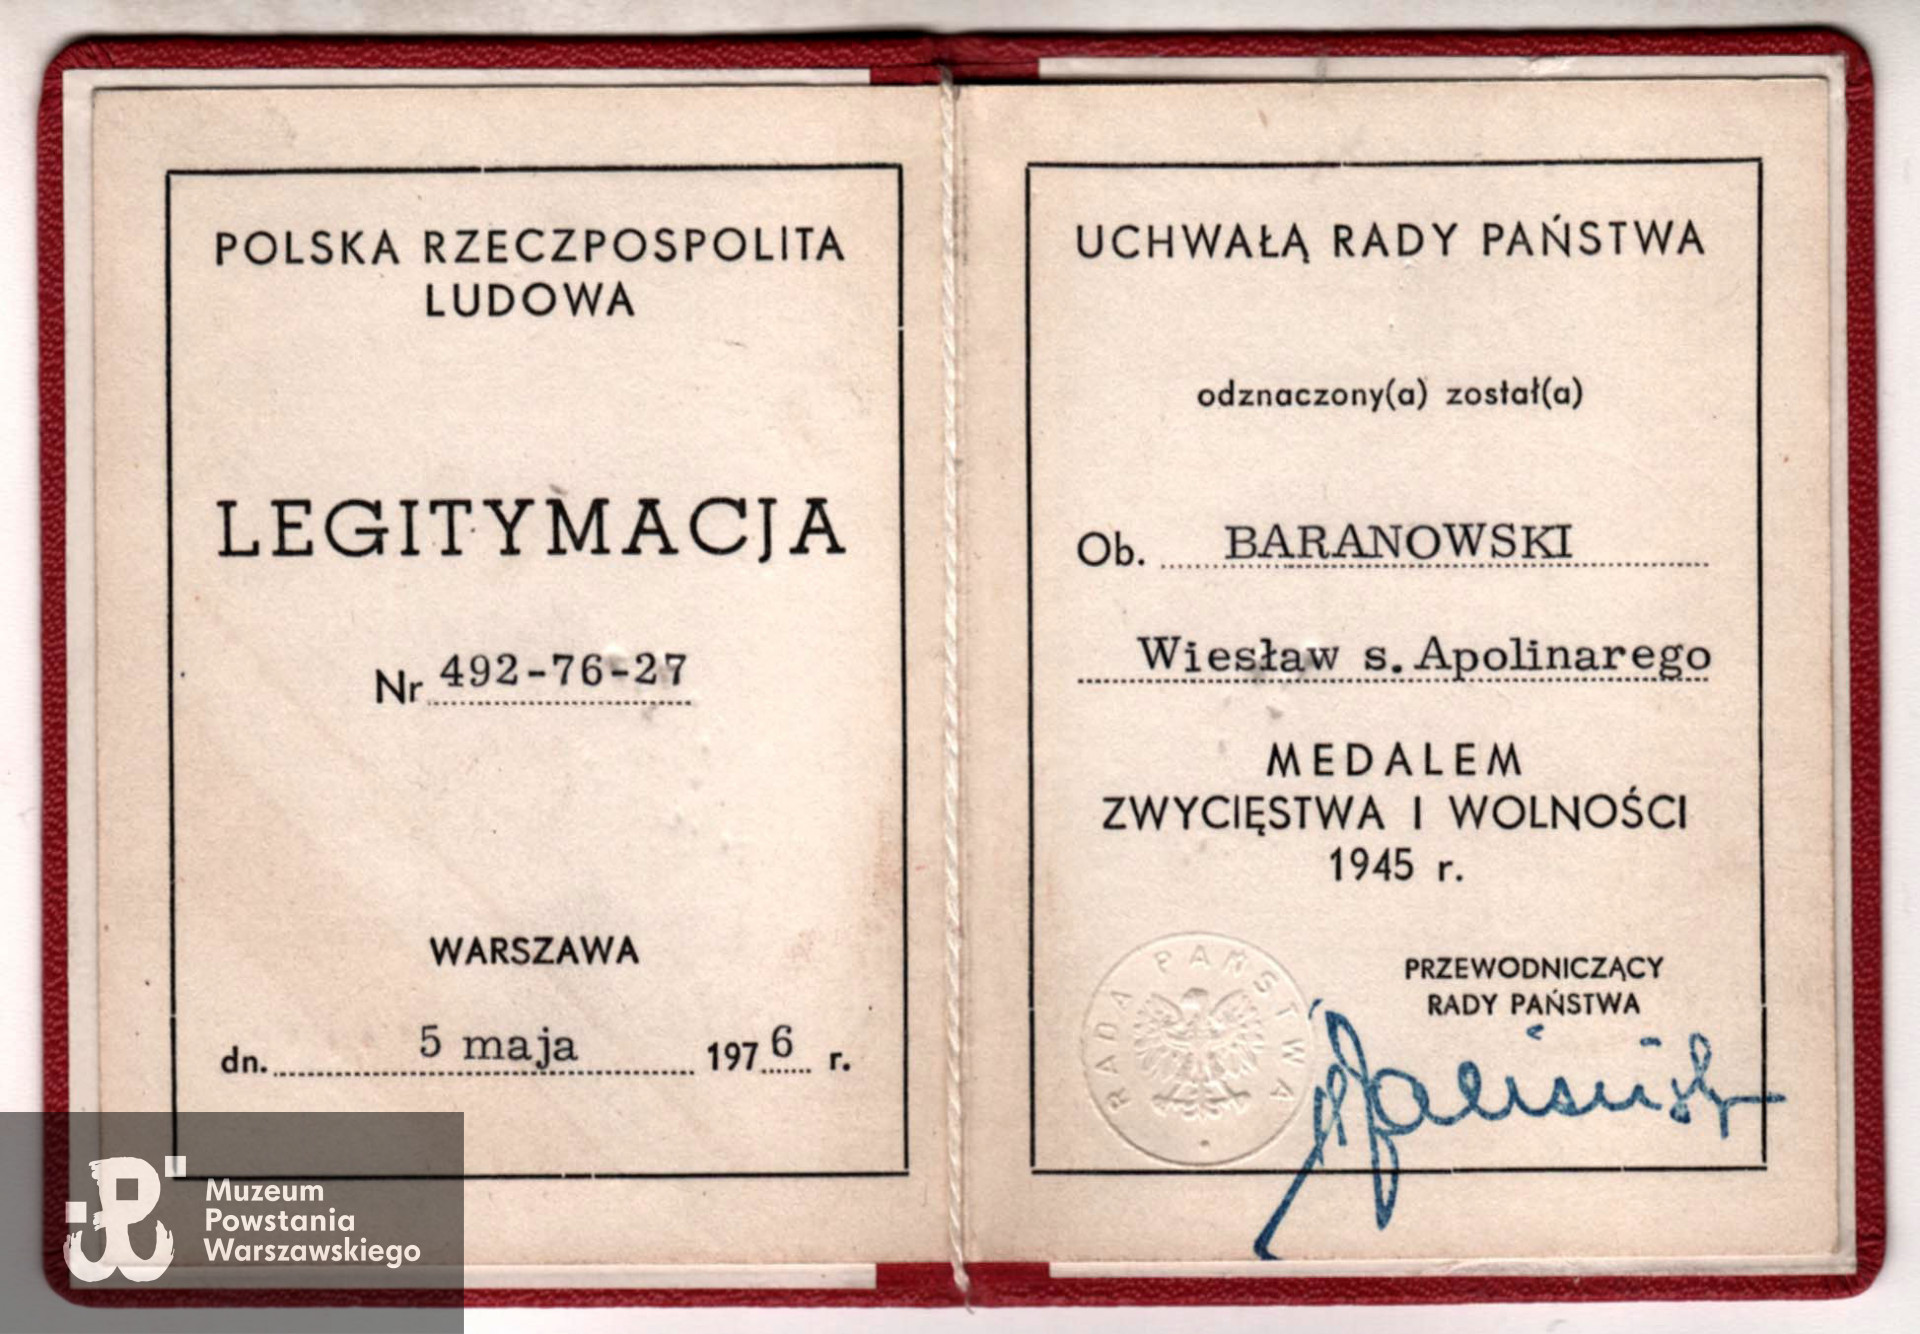 POLSKA RZECZPOSPOLITA
LUDOWA
LEGITYMACJA
Nr 492-76-27
WARSZAWA
dn. 5 maja 1976 r.
UCHWAŁĄ RADY PAŃSTWA
odznaczony(a) został(a)
Ob. BARANOWSKI
Wiesław s. Apolinarego
MEDALEM
ZWYCIĘSTWA I WOLNOŚCI
1945 r.
RADA PAŃSTWA
PRZEWODNICZĄCY
RADY PAŃSTWA
Muzeum
Powstania
Warszawskiego